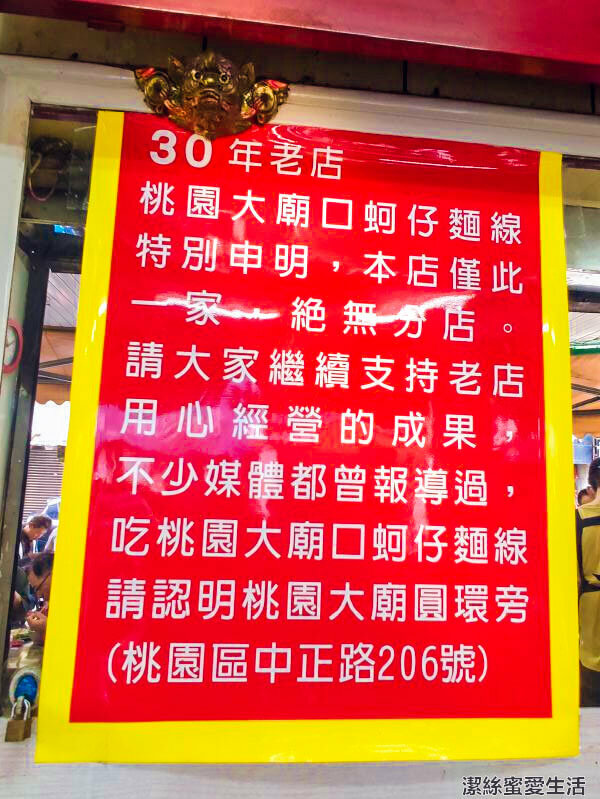 30年老店
桃園大廟口蚵仔麵線
特別申明，本店僅此
一家，絕無分店。
請大家繼續支持老店
用心經營的成果，
不少媒體都曾報導過，
吃桃園大廟口蚵仔麵線
請認明桃園大廟圓環旁
(桃園區中正路206號)
潔絲蜜愛生活